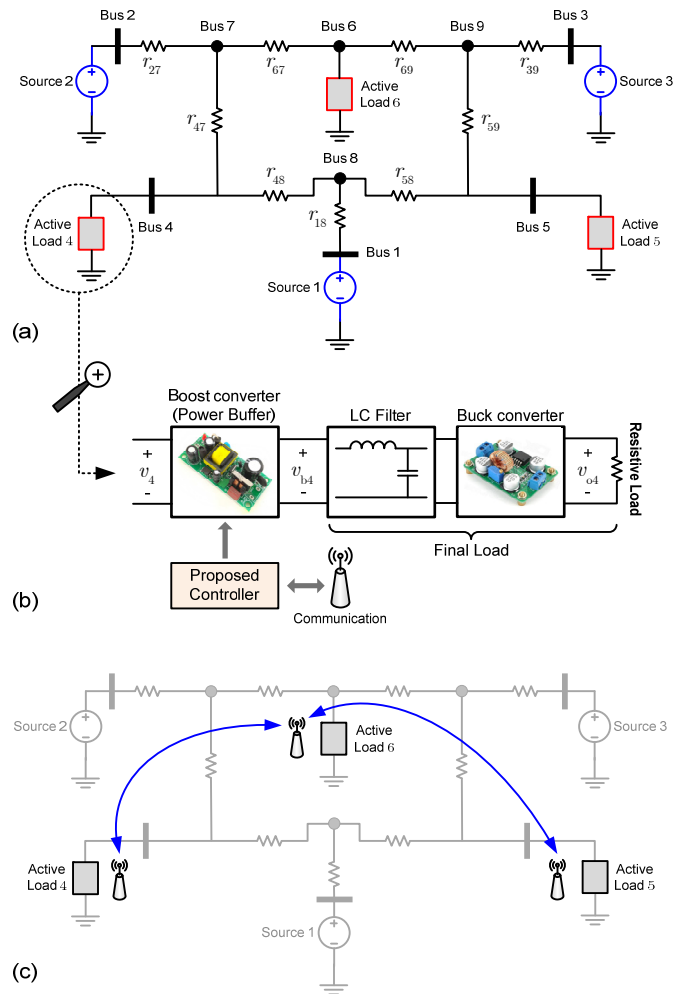 Bus 2
Bus 7
Bus 6
Bus 9
Bus 3
Source 2
+
-
r27
r67
r69
r39
+
-
Source 3
Active
Load 6
r47
r59
Bus 8
r48
r58
r18
Active
Load 4
Bus 4
Bus 5
Active
Load 5
Bus 1
Source 1
+
-
(a)
+
Boost converter
(Power Buffer)
LC Filter
Buck converter
Resistive Load
+
v4
-
+
vb4
-
+
vo4
-
Final Load
Proposed
Controller
Communication
(b)
Source 2
+
-
+
-
Source 3
Active
Load 6
Active
Load 4
Active
Load 5
Source 1
+
-
(c)